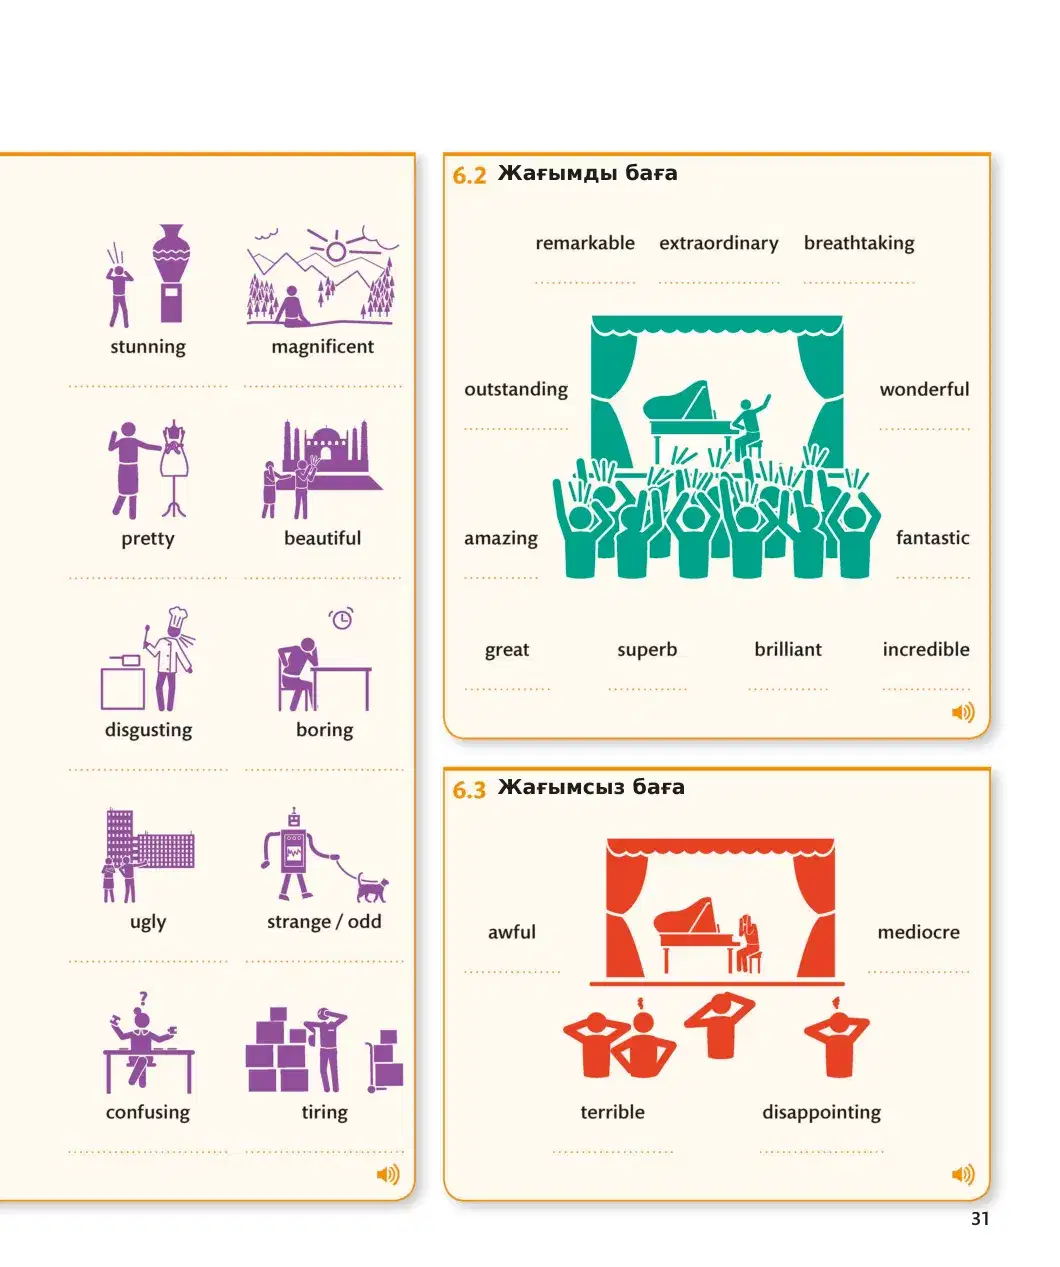 stunning magnificent
pretty beautiful
disgusting boring
ugly strange / odd
?
confusing tiring
6.2 Жағымды баға
remarkable extraordinary breathtaking
outstanding wonderful
amazing fantastic
great superb brilliant incredible
6.3 Жағымсыз баға
awful mediocre
terrible disappointing
31